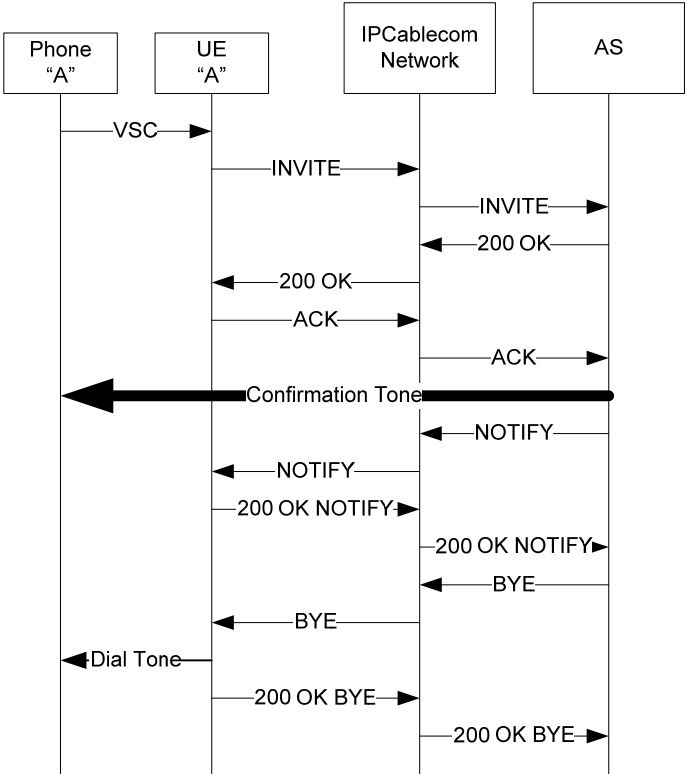 Phone
“A”
UE
“A”
IPCablecom
Network
AS
VSC
INVITE
INVITE
200 OK
200 OK
ACK
ACK
Confirmation Tone
NOTIFY
NOTIFY
200 OK NOTIFY
200 OK NOTIFY
BYE
BYE
Dial Tone
200 OK BYE
200 OK BYE